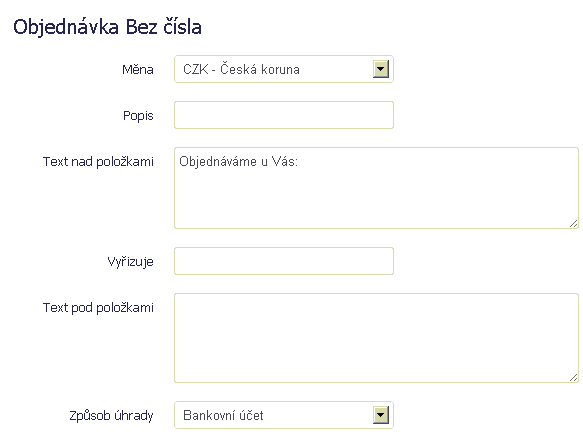 Objednávka Bez čísla
Měna CZK - Česká koruna
Popis
Text nad položkami Objednáváme u Vás:
Vyřizuje
Text pod položkami
Způsob úhrady Bankovní účet